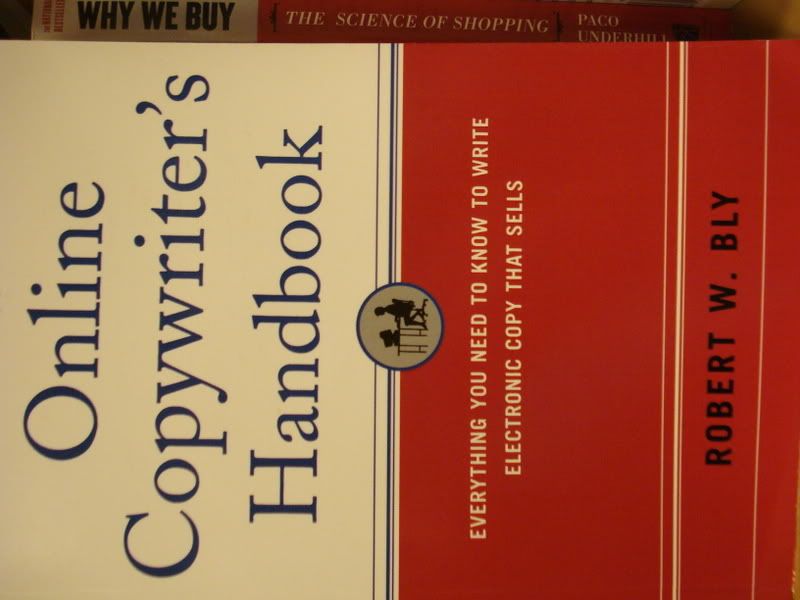 WHY WE BUY
THE SCIENCE OF SHOPPING
PACO
UNDERHILL
Online
Copywriter's
Handbook
EVERYTHING YOU NEED TO KNOW TO WRITE
ELECTRONIC COPY THAT SELLS
ROBERT W. BLY